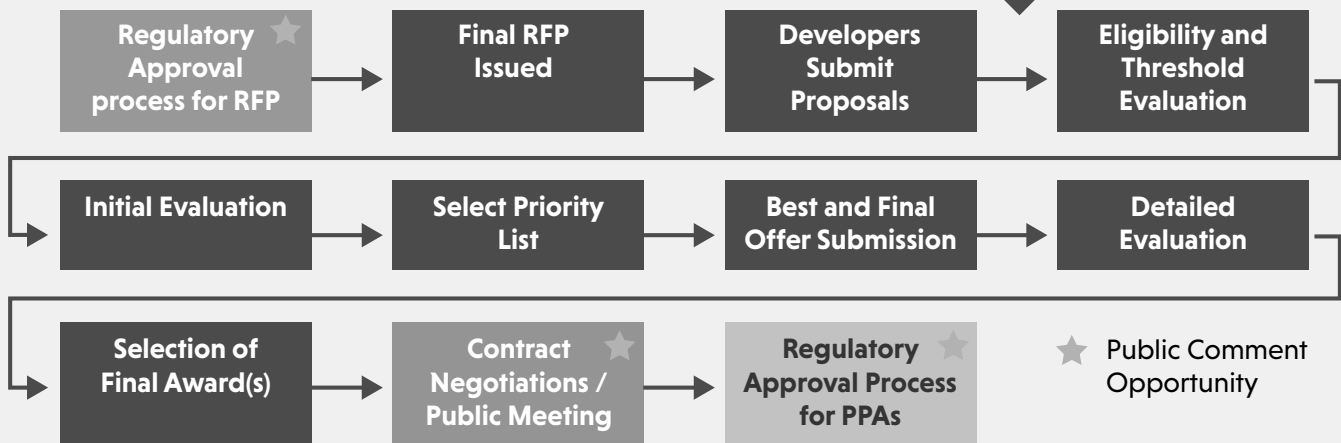 Regulatory
Approval
process for RFP
Final RFP
Issued
Developers
Submit
Proposals
Eligibility and
Threshold
Evaluation
Initial Evaluation
Select Priority
List
Best and Final
Offer Submission
Detailed
Evaluation
Selection of
Final Award(s)
Contract
Negotiations /
Public Meeting
Regulatory
Approval Process
for PPAs
Public Comment
Opportunity